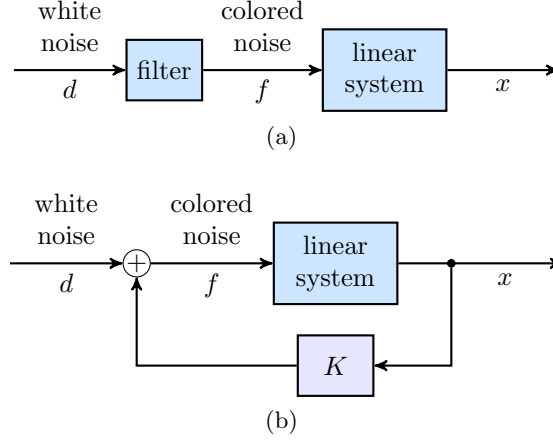 white
noise
colored
noise
filter
linear
system
d
f
x
(a)
white
noise
colored
noise
linear
system
+
d
f
x
K
(b)